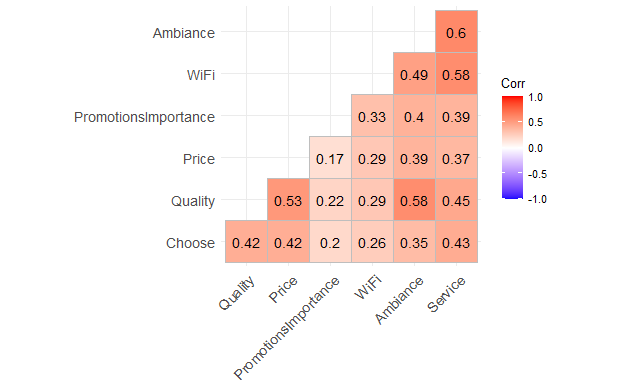 Ambiance 0.6
WiFi 0.49 0.58
PromotionsImportance 0.33 0.4 0.39
Price 0.17 0.29 0.39 0.37
Quality 0.53 0.22 0.29 0.58 0.45
Choose 0.42 0.42 0.2 0.26 0.35 0.43
Quality Price PromotionsImportance WiFi Ambiance Service
Corr
1.0
0.5
0.0
-0.5
-1.0